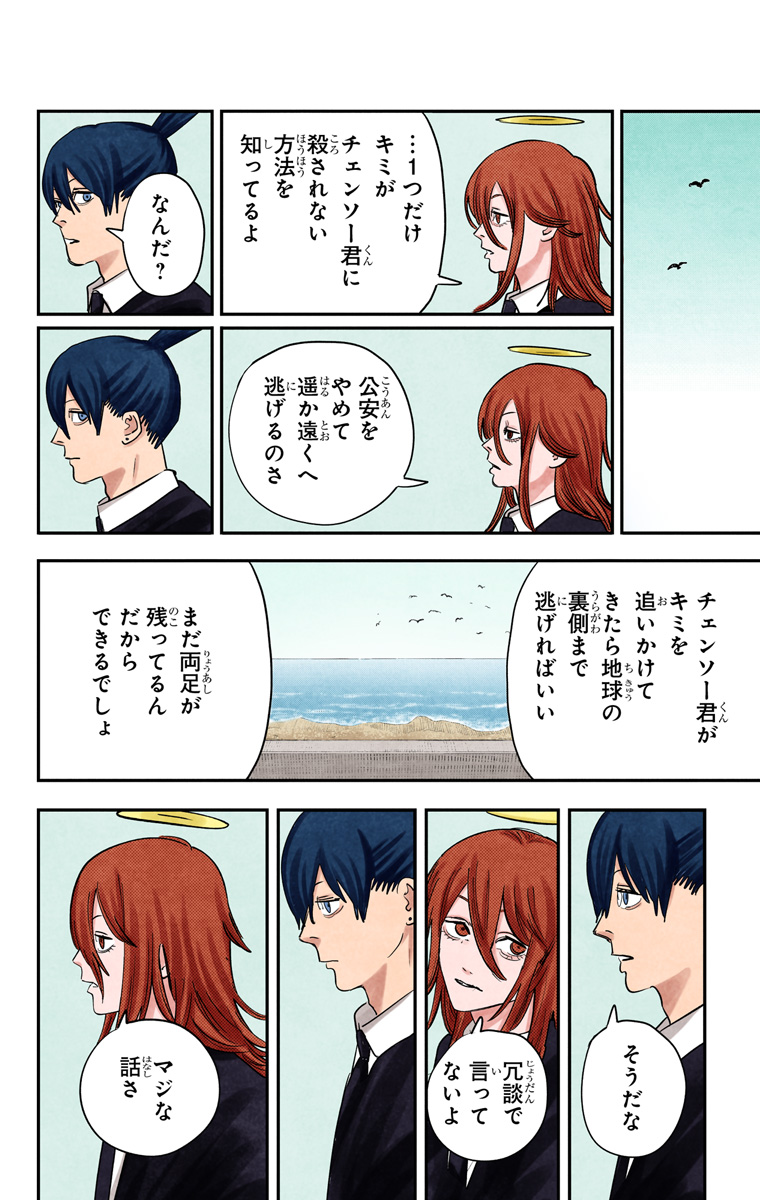 …1つだけ
キミが
チェンソー君に
殺されない
方法を
知ってるよ
なんだ?
公安を
やめて
遥か遠くへ
逃げるのさ
チェンソー君が
キミを
追いかけて
きたら地球の
裏側まで
逃げればいい
まだ両足が
残ってるん
だから
できるでしょ
そうだな
冗談で
言って
ないよ
マジな
話さ